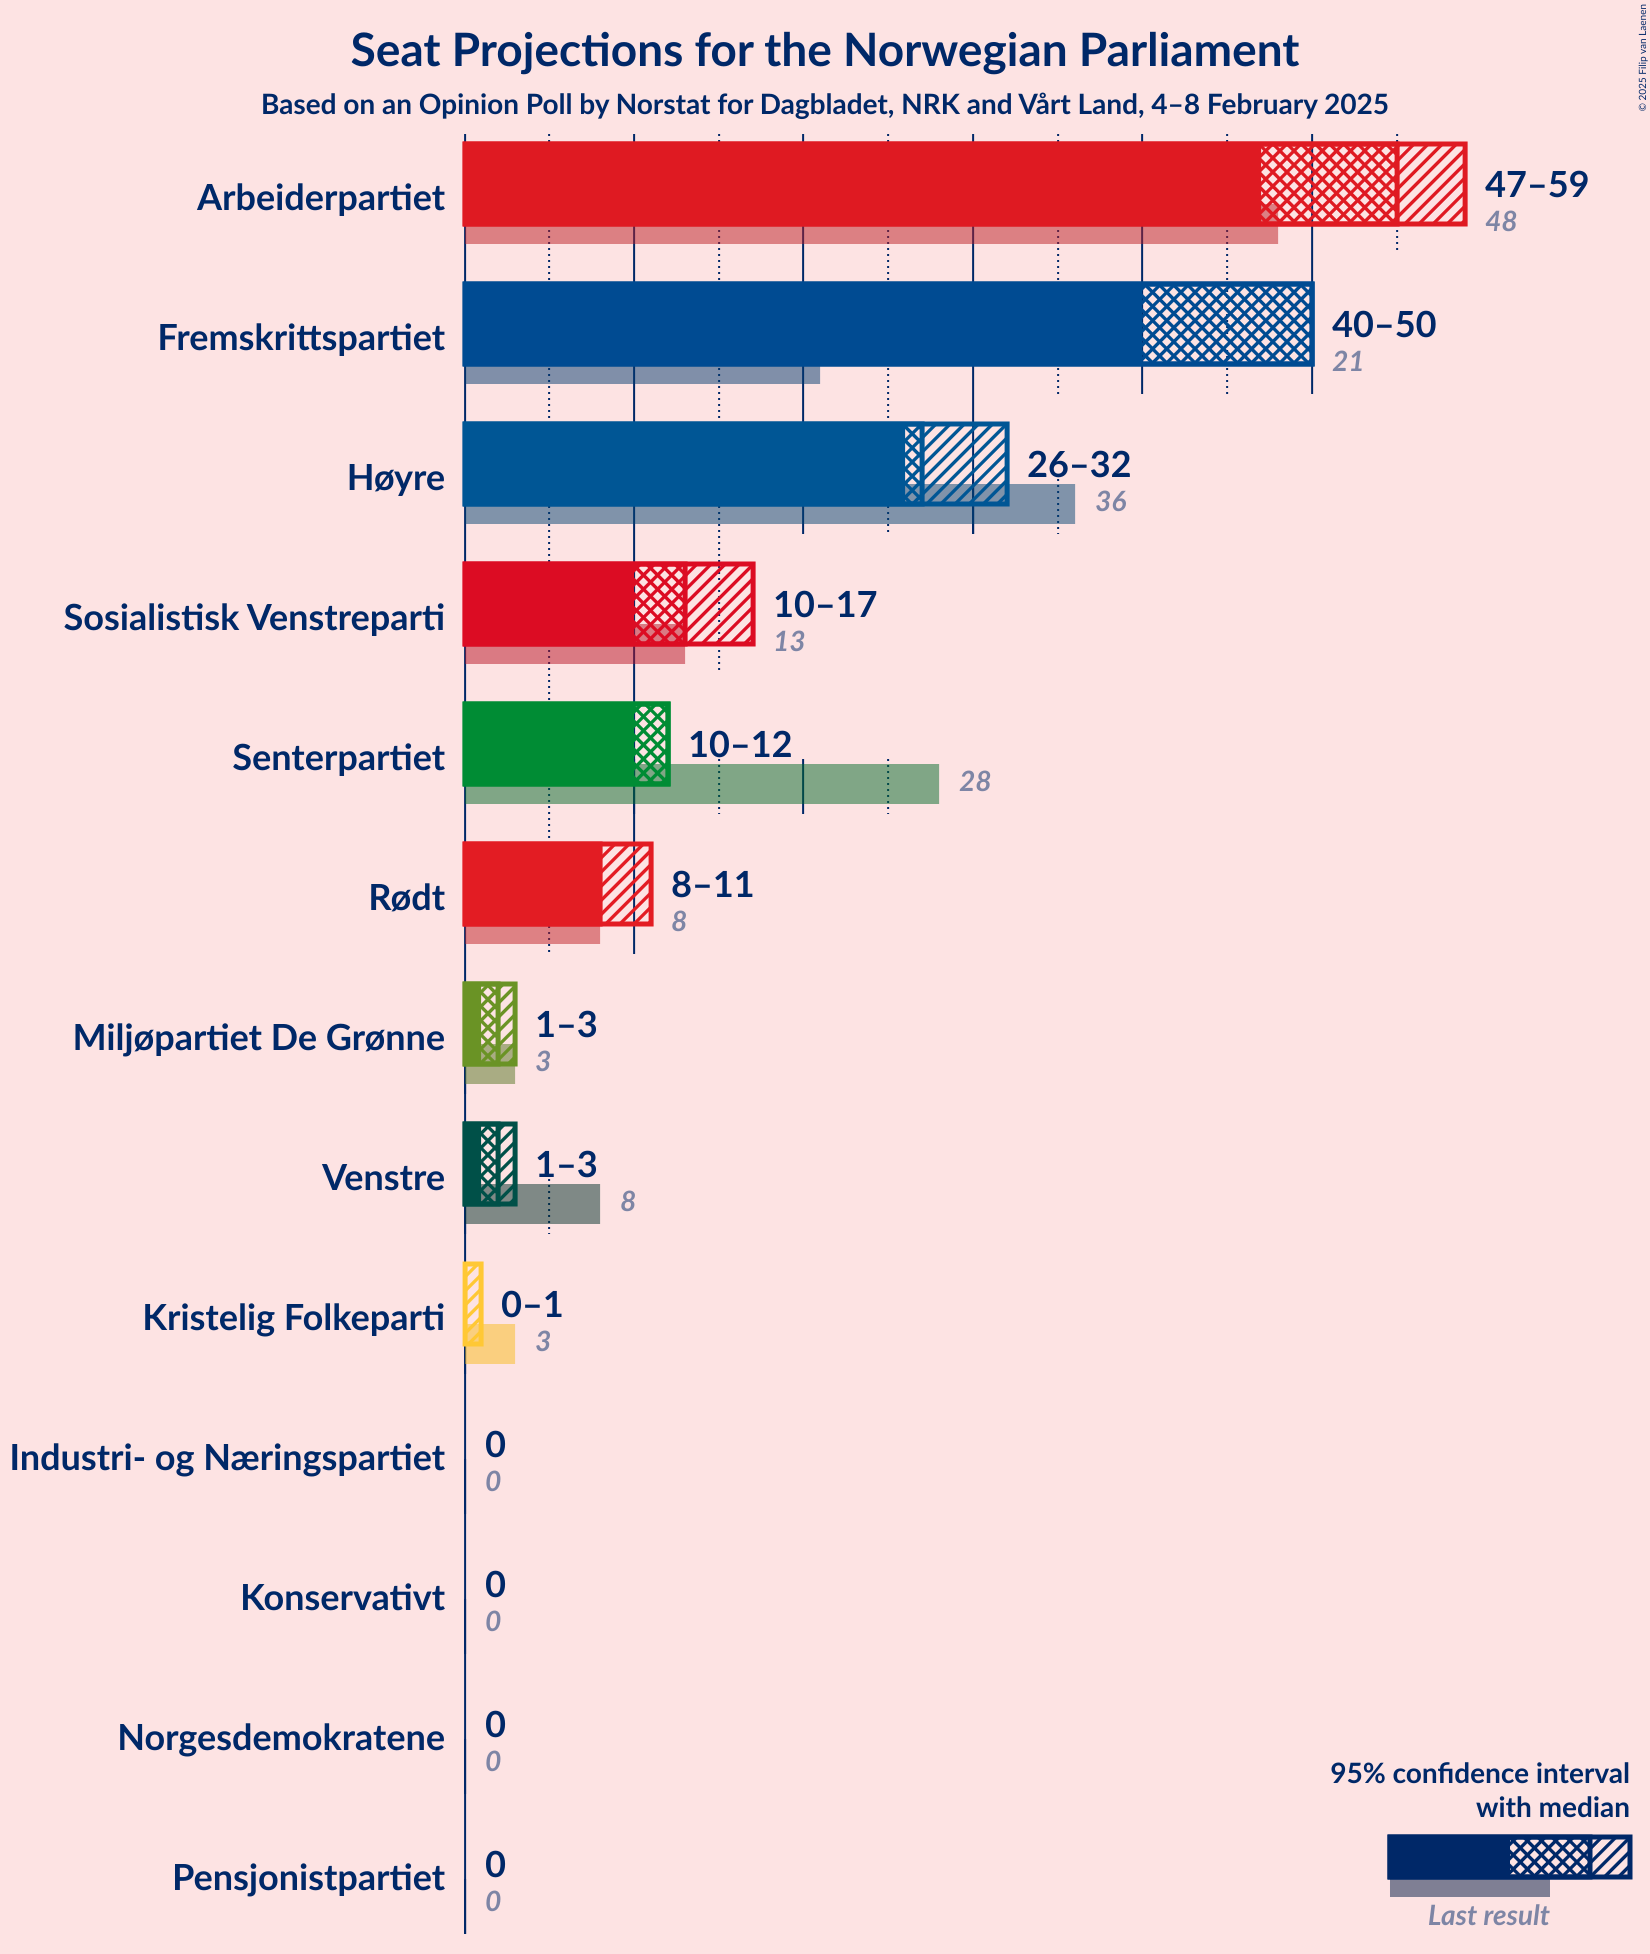 Seat Projections for the Norwegian Parliament
Based on an Opinion Poll by Norstat for Dagbladet, NRK and Vårt Land, 4–8 February 2025
© 2025 Filip van Laenen
Arbeiderpartiet
47–59
48
Fremskrittspartiet
40–50
21
Høyre
26–32
36
Sosialistisk Venstreparti
10–17
13
Senterpartiet
10–12
28
Rødt
8–11
8
Miljøpartiet De Grønne
1–3
3
Venstre
1–3
8
Kristelig Folkeparti
0–1
3
Industri- og Næringspartiet
0
0
Konservativt
0
0
Norgesdemokratene
0
0
Pensjonistpartiet
0
0
95% confidence interval
with median
Last result